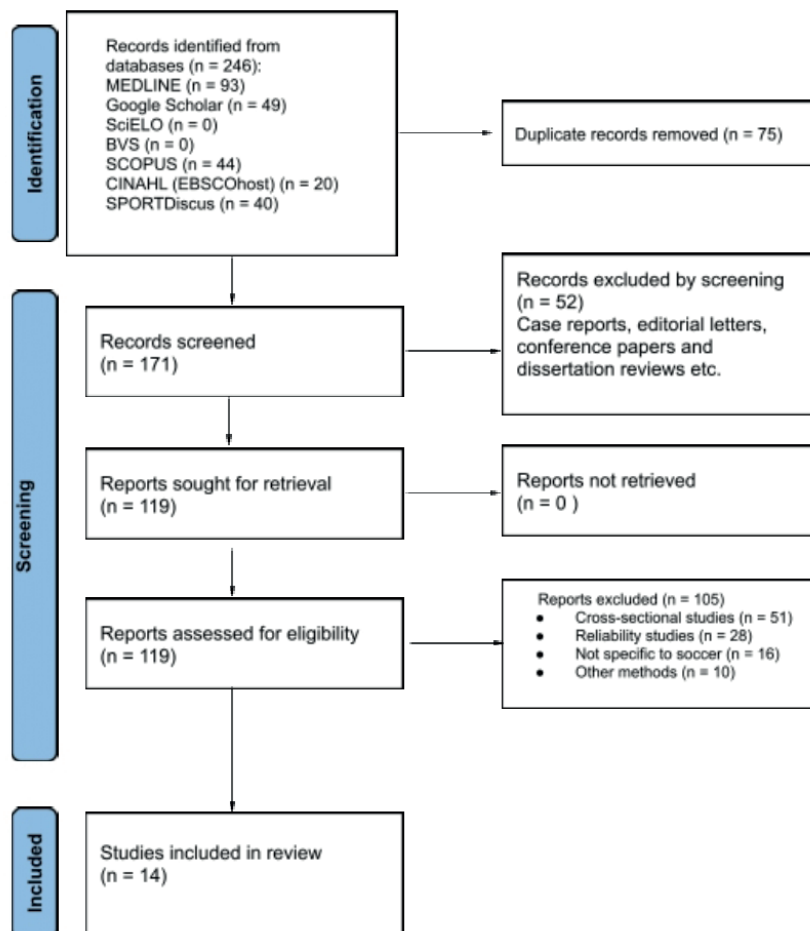 Identification
Records identified from
databases (n = 246):
MEDLINE (n = 93)
Google Scholar (n = 49)
SciELO (n = 0)
BVS (n = 0)
SCOPUS (n = 44)
CINAHL (EBSCOhost) (n = 20)
SPORTDiscus (n = 40)
Duplicate records removed (n = 75)
Screening
Records screened
(n = 171)
Records excluded by screening
(n = 52)
Case reports, editorial letters,
conference papers and
dissertation reviews etc.
Reports sought for retrieval
(n = 119)
Reports not retrieved
(n = 0 )
Reports assessed for eligibility
(n = 119)
Reports excluded (n = 105)
● Cross-sectional studies (n = 51)
● Reliability studies (n = 28)
● Not specific to soccer (n = 16)
● Other methods (n = 10)
Included
Studies included in review
(n = 14)